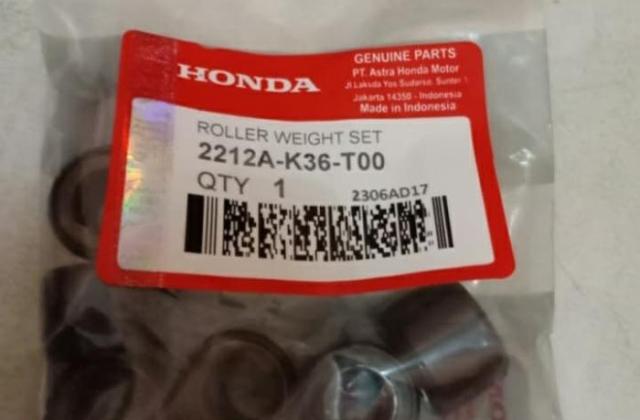 HONDA
GENUINE PARTS
PT. Astra Honda Motor
Jl Laksda Yos Sudarso, Sunter 1
Jakarta 14350 - Indonesia
Made in Indonesia
ROLLER WEIGHT SET
2212A-K36-T00
QTY 1
2306AD17